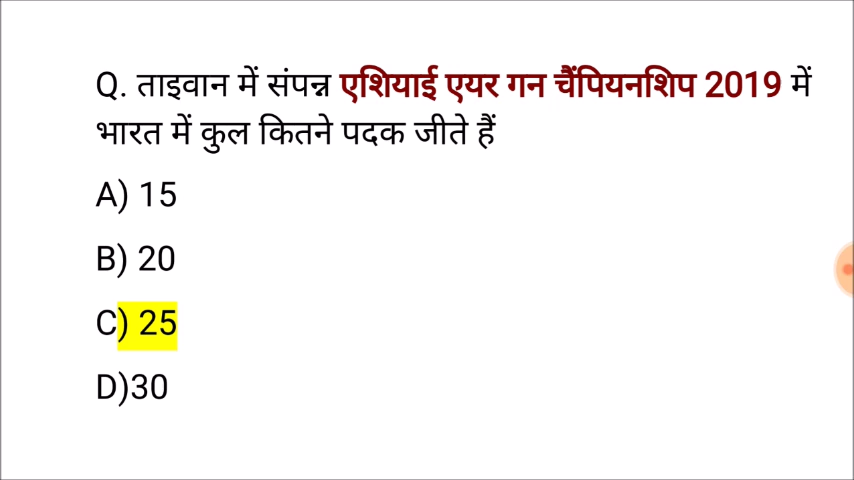 Q. ताइवान में संपन्न एशियाई एयर गन चैंपियनशिप 2019 में
भारत में कुल कितने पदक जीते हैं
A) 15
B) 20
C) 25
D)30